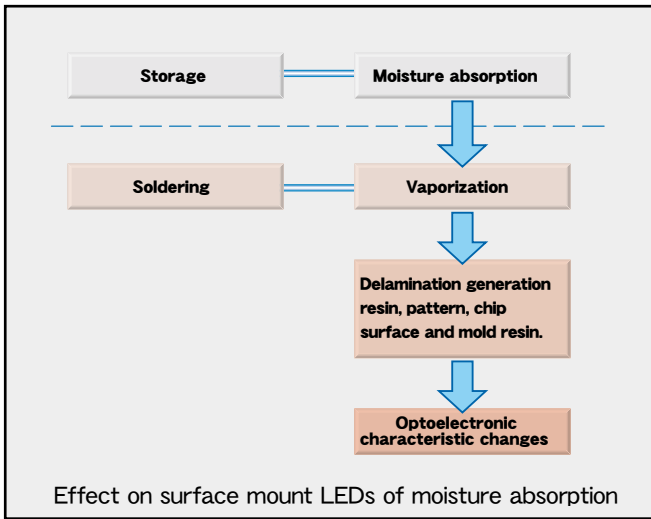 Storage
Moisture absorption
Soldering
Vaporization
Delamination generation
resin, pattern, chip
surface and mold resin.
Optoelectronic
characteristic changes
Effect on surface mount LEDs of moisture absorption